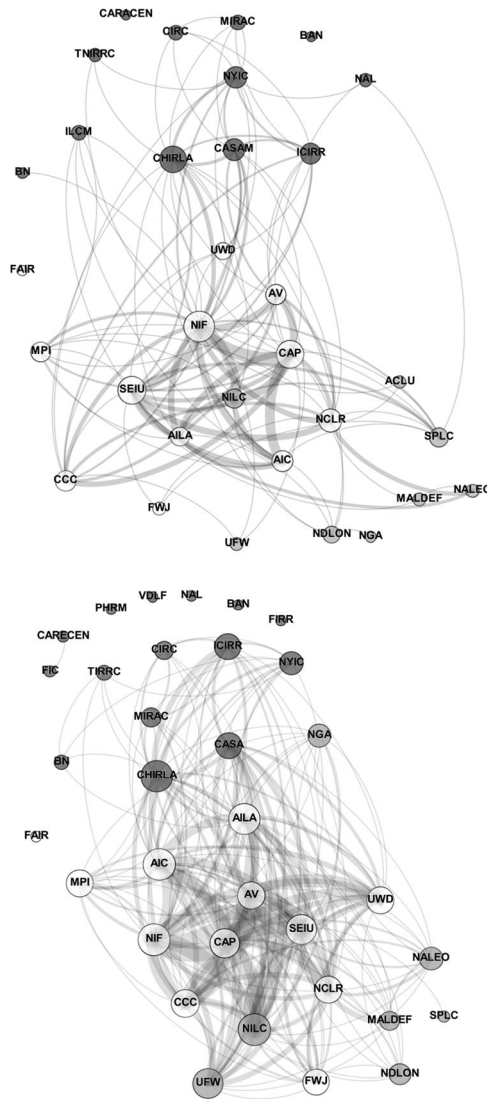 CARACEN
MIRAC
CIRC
BAN
TNIRRC
NYIC
NAL
ILCM
CHIRLA
CASAM
ICIRR
BN
UWD
FAIR
AV
NIF
MPI
CAP
SEIU
ACLU
NILC
NCLR
AILA
SPLC
AIC
CCC
NALEO
MALDEF
FWJ
NDLON
NGA
UFW
VDLF
NAL
PHRM
BAN
FIRR
CARECEN
CIRC
ICIRR
FIC
TIRRC
NYIC
MIRAC
NGA
CASA
BN
CHIRLA
AILA
FAIR
AIC
MPI
AV
UWD
SEIU
NIF
CAP
NALEO
NCLR
CCC
SPLC
MALDEF
NILC
NDLON
UFW
FWJ